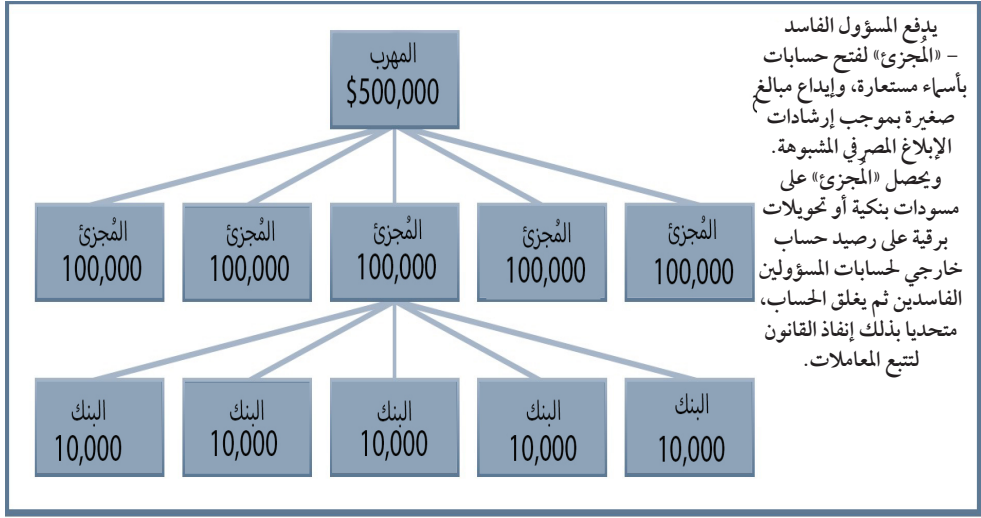 يدفع المسؤول الفاسد
– «المُجزئ» لفتح حسابات
بأسماء مستعارة، وإيداع مبالغ
صغيرة بموجب إرشادات
الإبلاغ المصرفي المشبوهة.
ويحصل «المُجزئ» على
مسودات بنكية أو تحويلات
برقية على رصيد حساب
خارجي لحسابات المسؤولين
الفاسدين ثم يغلق الحساب،
متحديا بذلك إنفاذ القانون
لتتبع المعاملات.
المهرب
$500,000
المُجزئ
100,000
المُجزئ
100,000
المُجزئ
100,000
المُجزئ
100,000
المُجزئ
100,000
البنك
10,000
البنك
10,000
البنك
10,000
البنك
10,000
البنك
10,000